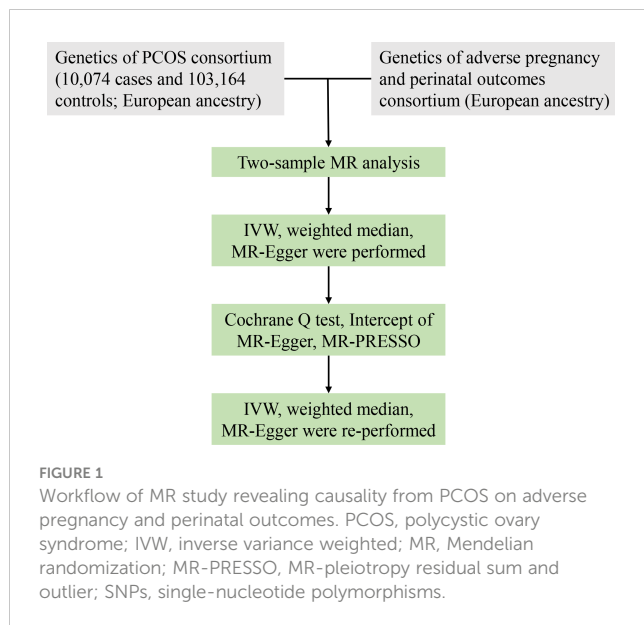 Genetics of PCOS consortium
(10,074 cases and 103,164
controls; European ancestry)
Genetics of adverse pregnancy
and perinatal outcomes
consortium (European ancestry)
Two-sample MR analysis
IVW, weighted median,
MR-Egger were performed
Cochrane Q test, Intercept of
MR-Egger, MR-PRESSO
IVW, weighted median,
MR-Egger were re-performed
FIGURE 1
Workflow of MR study revealing causality from PCOS on adverse
pregnancy and perinatal outcomes. PCOS, polycystic ovary
syndrome; IVW, inverse variance weighted; MR, Mendelian
randomization; MR-PRESSO, MR-pleiotropy residual sum and
outlier; SNPs, single-nucleotide polymorphisms.